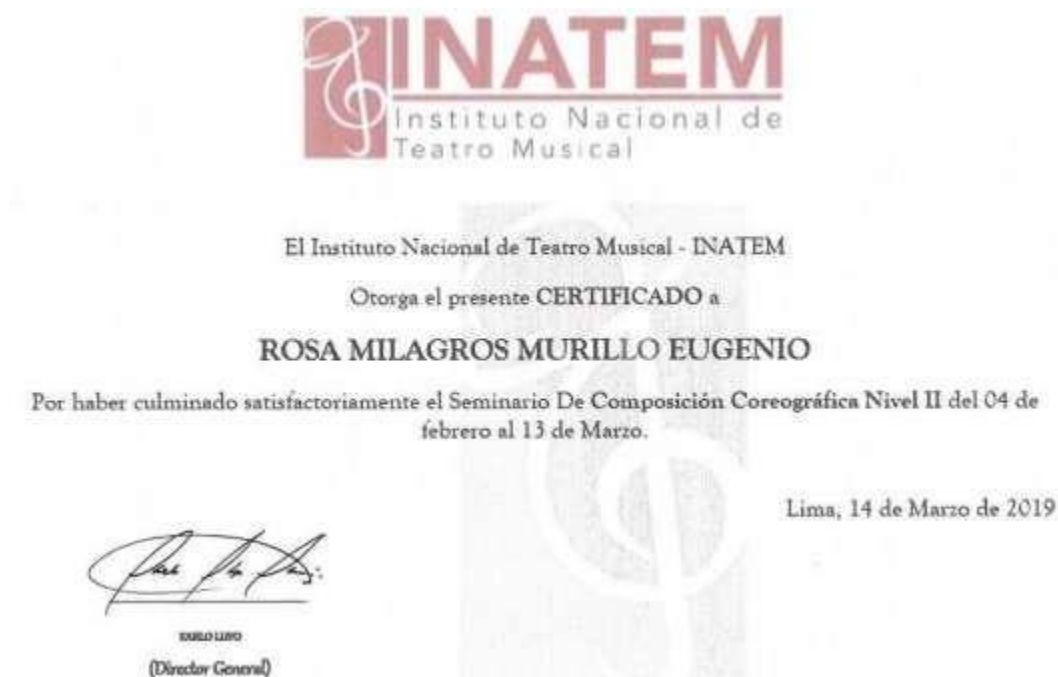 INATEM
Instituto Nacional de
Teatro Musical
El Instituto Nacional de Teatro Musical - INATEM
Otorga el presente CERTIFICADO a
ROSA MILAGROS MURILLO EUGENIO
Por haber culminado satisfactoriamente el Seminario De Composición Coreográfica Nivel II del 04 de
febrero al 13 de Marzo.
Lima, 14 de Marzo de 2019
(Director General)